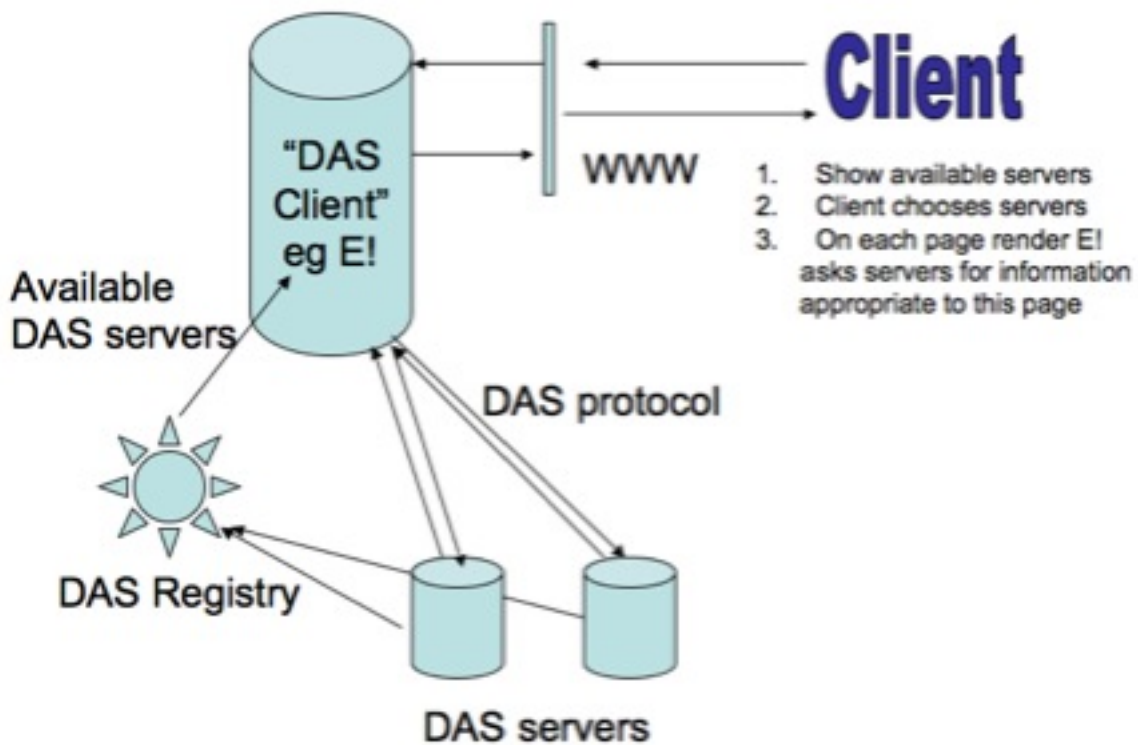 Client
"DAS
Client"
eg E!
WWW
1. Show available servers
2. Client chooses servers
3. On each page render E!
asks servers for information
appropriate to this page
Available
DAS servers
DAS protocol
DAS Registry
DAS servers